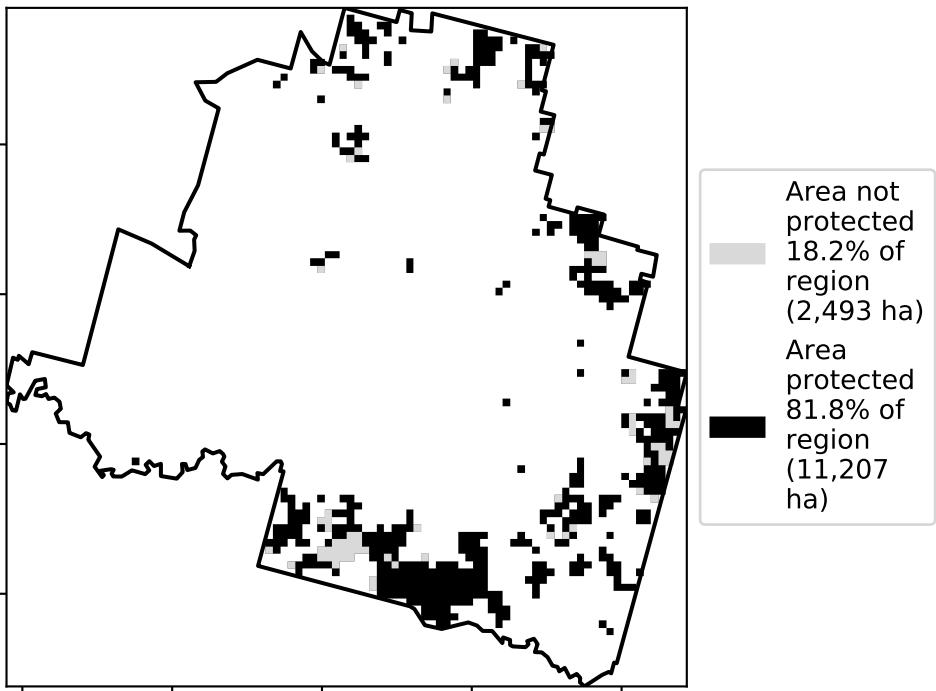 Area not
protected
18.2% of
region
(2,493 ha)
Area
protected
81.8% of
region
(11,207
ha)